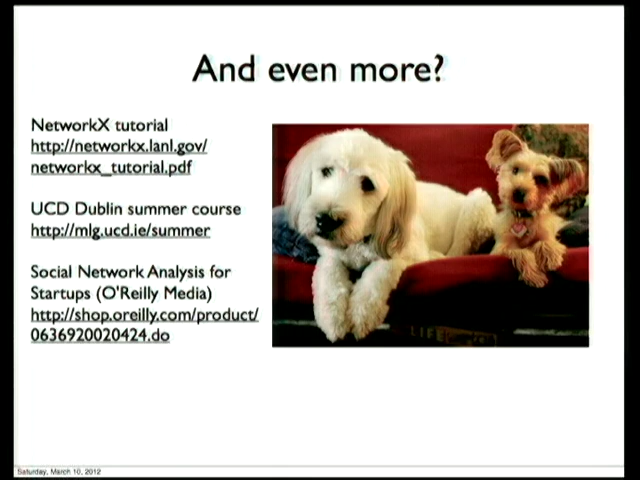 And even more?
NetworkX tutorial
http://networkx.lanl.gov/
networkx_tutorial.pdf
UCD Dublin summer course
http://mlg.ucd.ie/summer
Social Network Analysis for
Startups (O'Reilly Media)
http://shop.oreilly.com/product/
0636920020424.do
Saturday, March 10, 2012